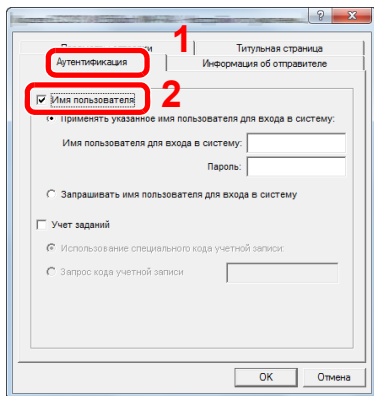 1
Титульная страница
Аутентификация
Информация об отправителе
2
Имя пользователя
Применять указанное имя пользователя для входа в систему:
Имя пользователя для входа в систему:
Пароль:
Запрашивать имя пользователя для входа в систему
Учет заданий
Использование специального кода учетной записи:
Запрос кода учетной записи
OK
Отмена